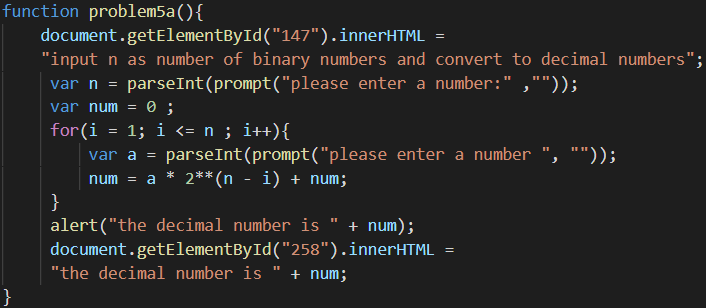 function problem5a(){
document.getElementById("147").innerHTML =
"input n as number of binary numbers and convert to decimal numbers";
var n = parseInt(prompt("please enter a number:" ,""));
var num = 0 ;
for(i = 1; i <= n ; i++){
var a = parseInt(prompt("please enter a number ", ""));
num = a * 2**(n - i) + num;
}
alert("the decimal number is " + num);
document.getElementById("258").innerHTML =
"the decimal number is " + num;
}